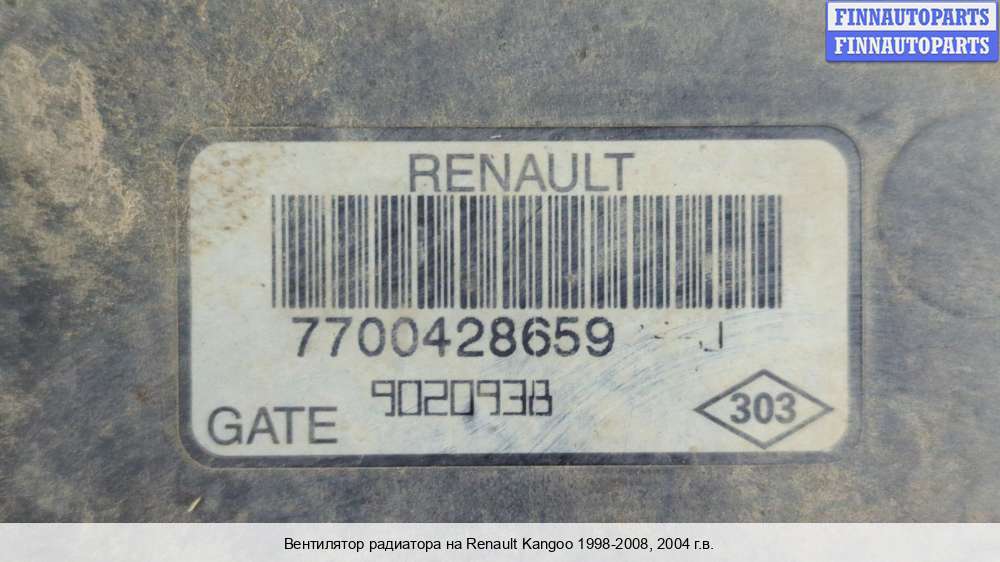 FINNAUTOPARTS
FINNAUTOPARTS
RENAULT
7700428659 J
9020938
GATE
303
Вентилятор радиатора на Renault Kangoo 1998-2008, 2004 г.в.